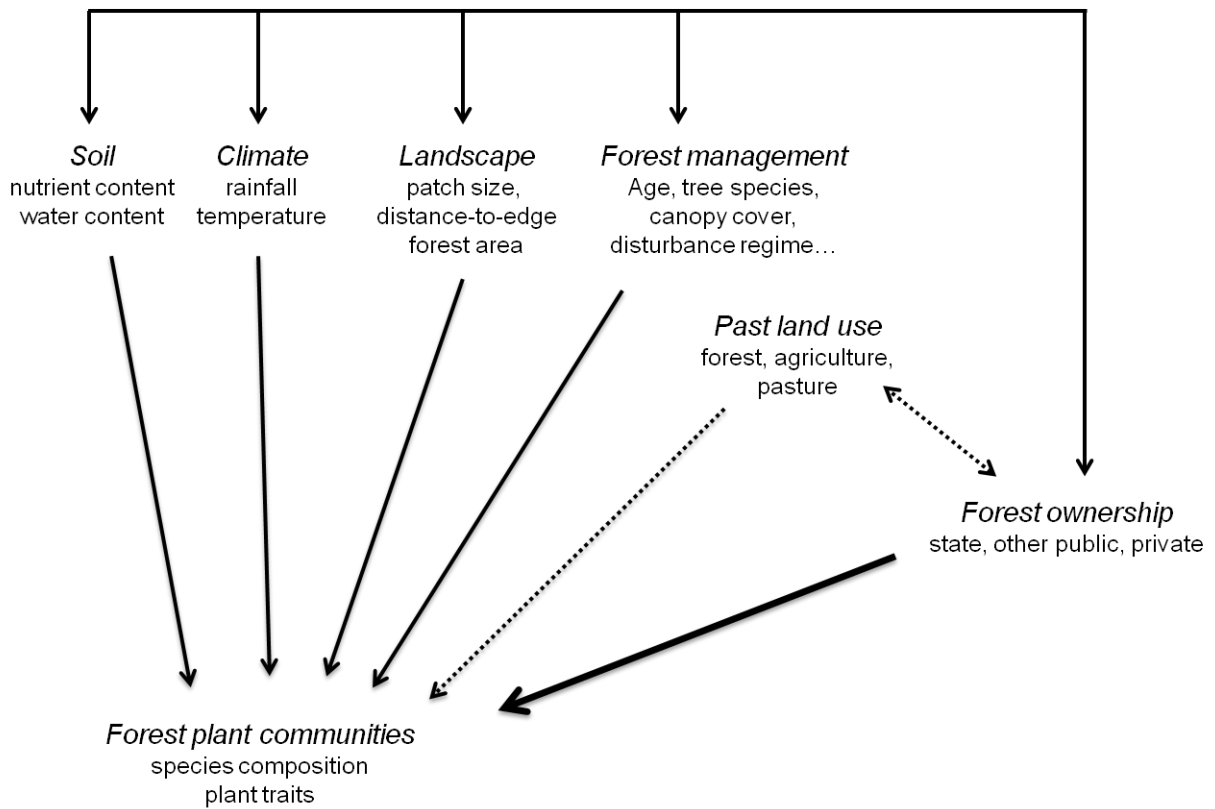 Soil
nutrient content
water content
Climate
rainfall
temperature
Landscape
patch size,
distance-to-edge
forest area
Forest management
Age, tree species,
canopy cover,
disturbance regime…
Past land use
forest, agriculture,
pasture
Forest ownership
state, other public, private
Forest plant communities
species composition
plant traits